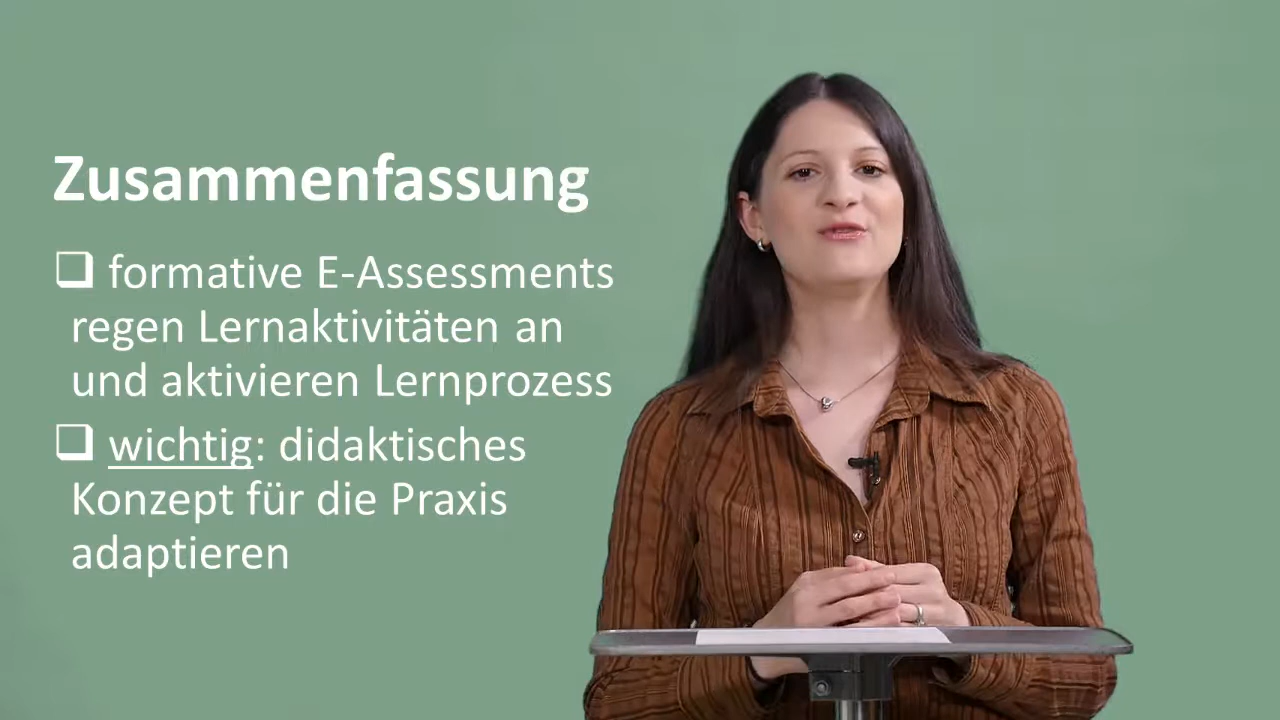 Zusammenfassung
❑ formative E-Assessments
regen Lernaktivitäten an
und aktivieren Lernprozess
❑ wichtig: didaktisches
Konzept für die Praxis
adaptieren